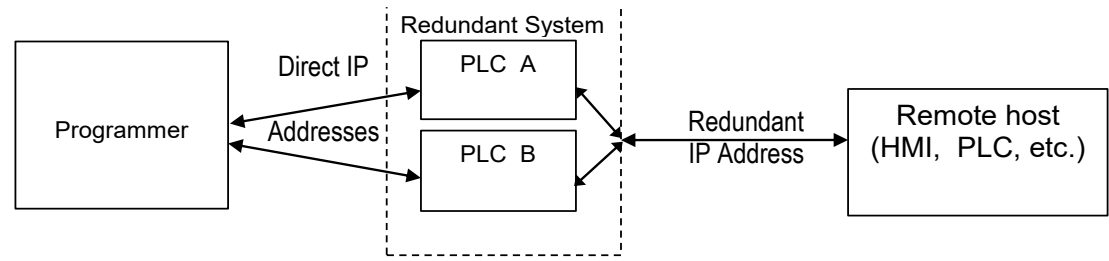 Redundant System
Programmer
Direct IP
Addresses
PLC A
PLC B
Redundant
IP Address
Remote host
(HMI, PLC, etc.)